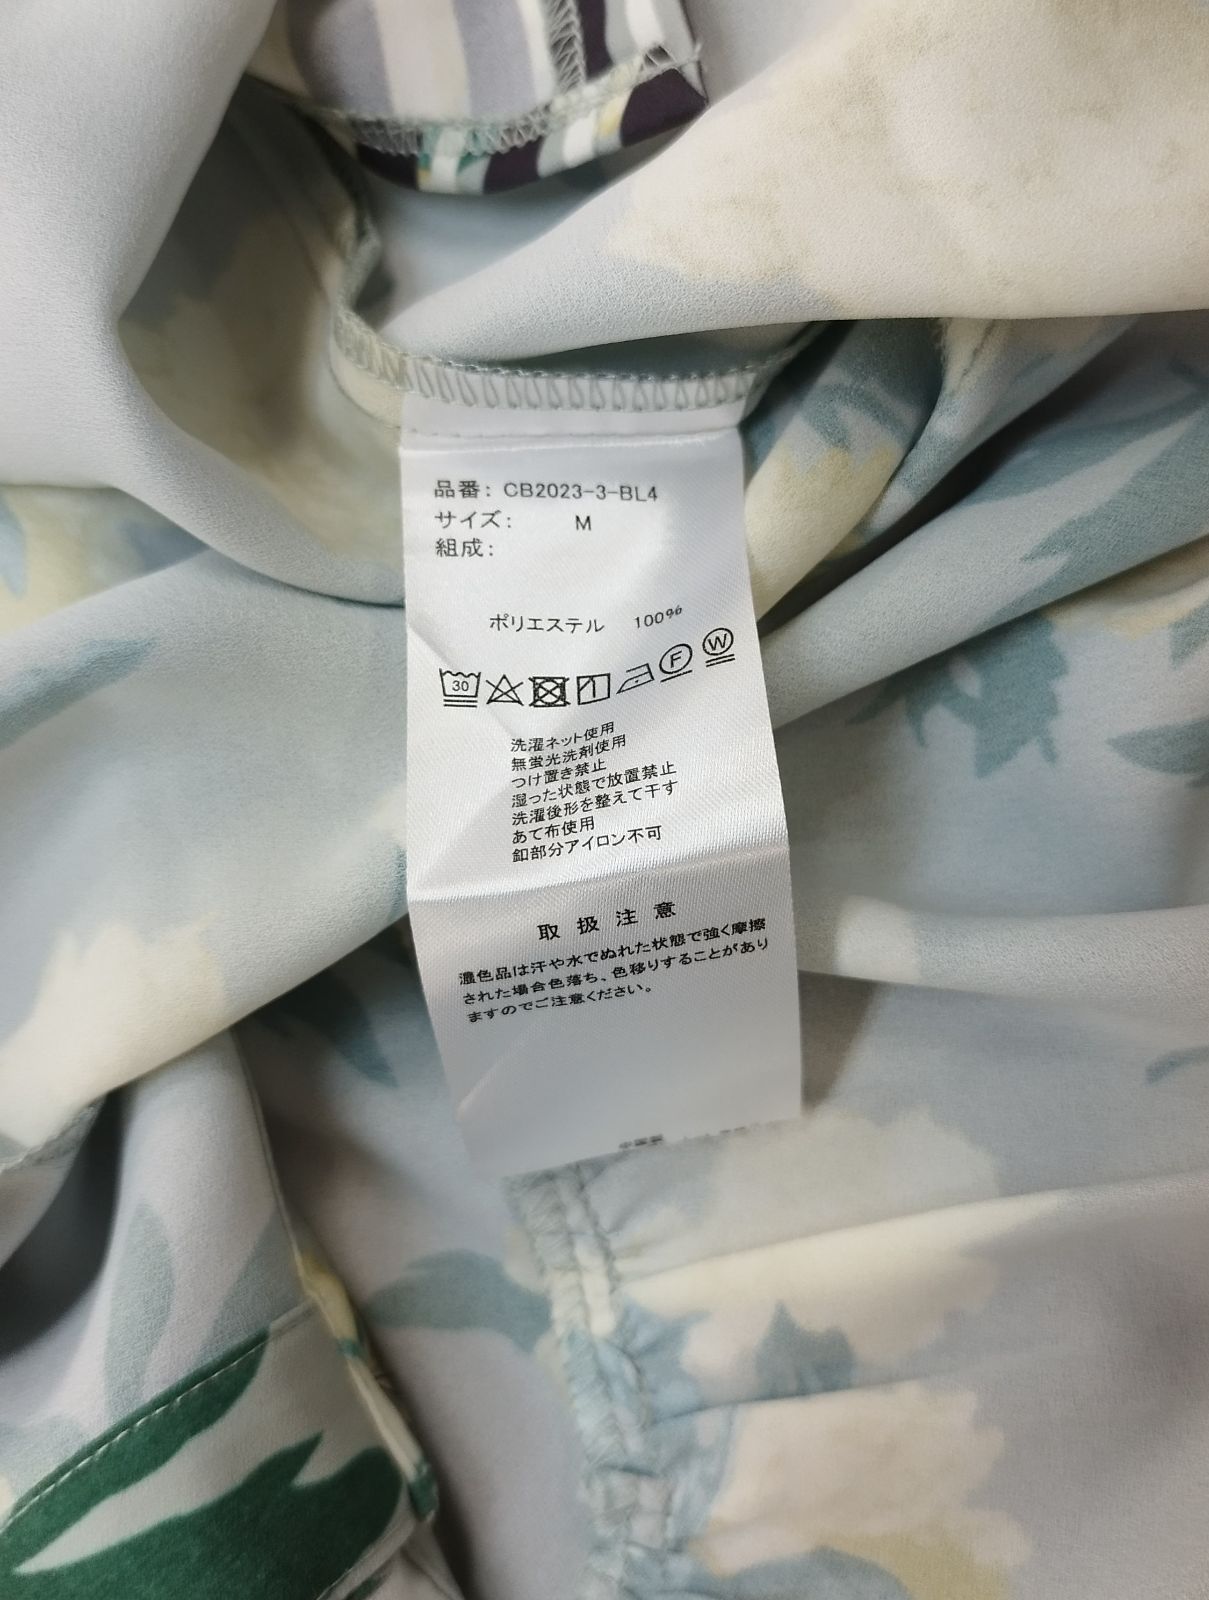 品番: CB2023-3-BL4
サイズ: M
組成:
ポリエステル 100%
30 F W
洗濯ネット使用
無蛍光洗剤使用
つけ置き禁止
湿った状態で放置禁止
洗濯後形を整えて干す
あて布使用
釦部分アイロン不可
取扱注意
濃色品は汗や水でぬれた状態で強く摩擦
された場合色落ち、色移りすることがあり
ますのでご注意ください。